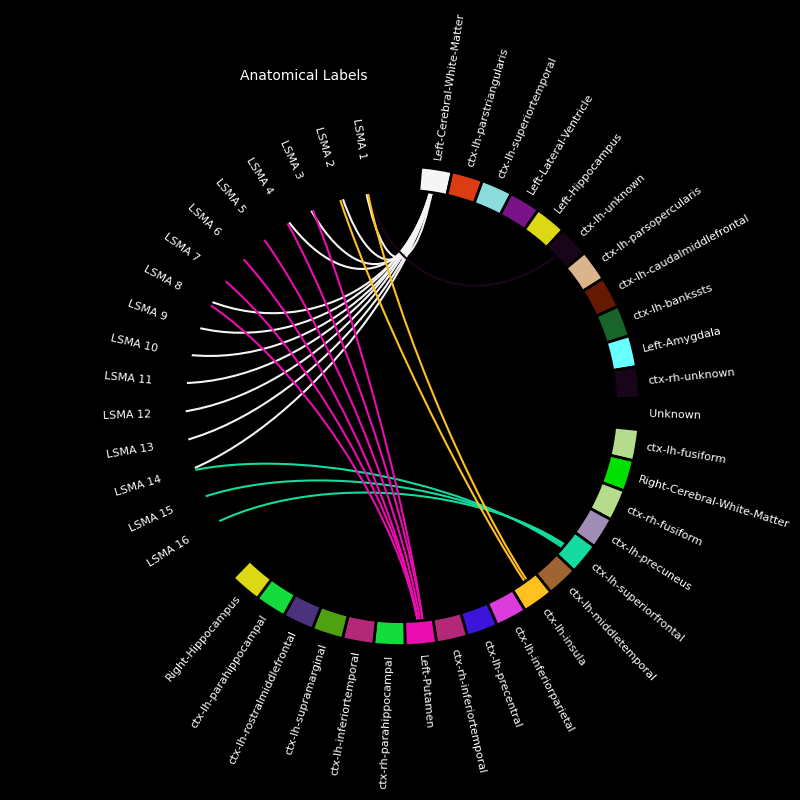 Anatomical Labels
Left-Cerebral-White-Matter
ctx-lh-parstriangularis
ctx-lh-superiortemporal
Left-Lateral-Ventricle
Left-Hippocampus
ctx-lh-unknown
ctx-lh-parsopercularis
ctx-lh-caudalmiddlefrontal
ctx-lh-bankssts
Left-Amygdala
ctx-rh-unknown
Unknown
ctx-lh-fusiform
Right-Cerebral-White-Matter
ctx-rh-fusiform
ctx-lh-precuneus
ctx-lh-superiorfrontal
ctx-lh-middletemporal
ctx-lh-insula
ctx-lh-inferiorparietal
ctx-lh-precentral
ctx-rh-inferiortemporal
Left-Putamen
ctx-rh-parahippocampal
ctx-lh-inferiortemporal
ctx-lh-supramarginal
ctx-lh-rostralmiddlefrontal
ctx-lh-parahippocampal
Right-Hippocampus
LSMA 16
LSMA 15
LSMA 14
LSMA 13
LSMA 12
LSMA 11
LSMA 10
LSMA 9
LSMA 8
LSMA 7
LSMA 6
LSMA 5
LSMA 4
LSMA 3
LSMA 2
LSMA 1